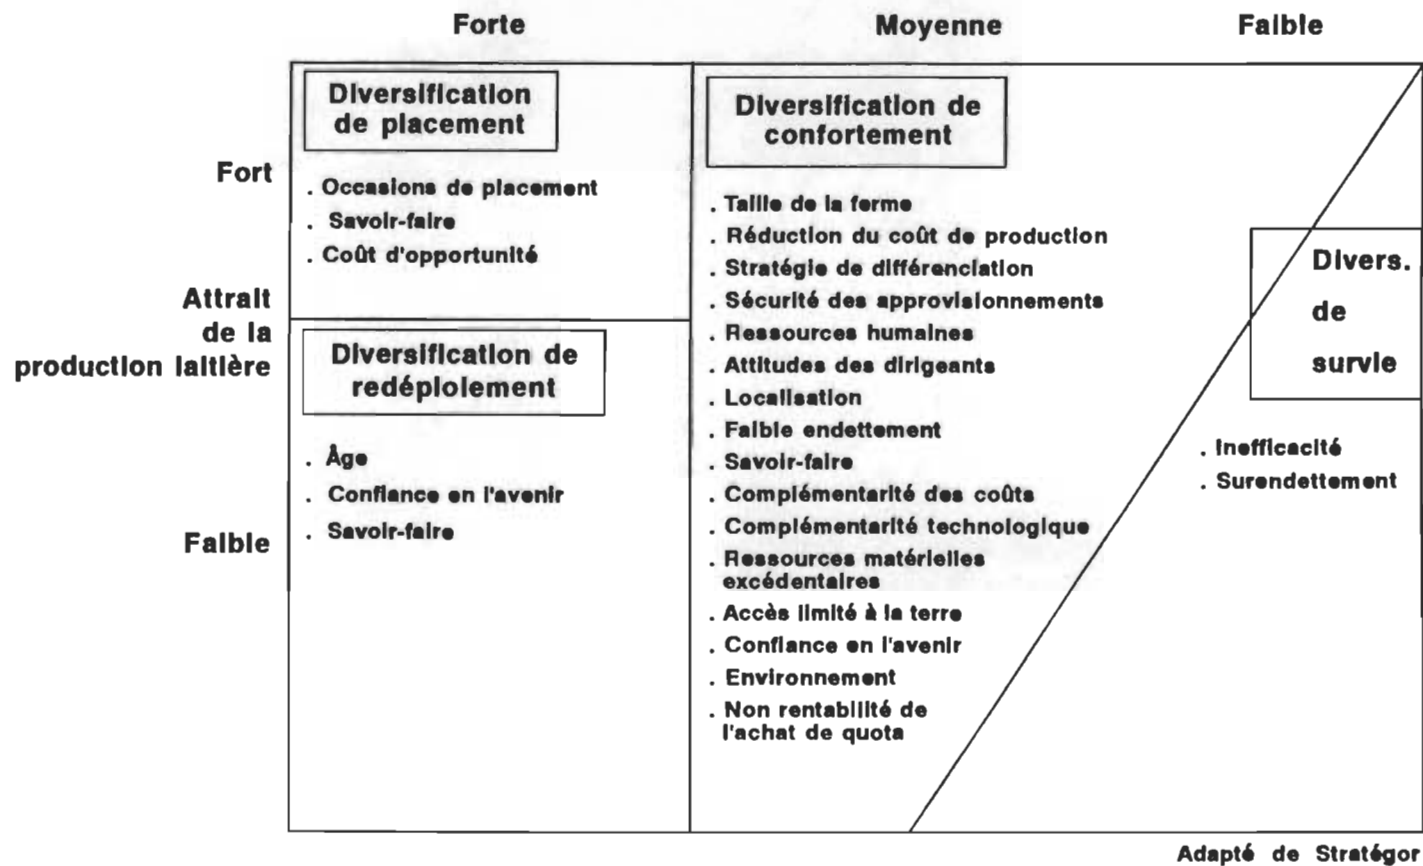 Forte Moyenne Faible
Diversification
de placement
. Occasions de placement
. Savoir-faire
. Coût d'opportunité
Fort
Attrait
de la
production laitière
Faible
Diversification de
redéploiement
. Âge
. Confiance en l'avenir
. Savoir-faire
Diversification de
confortement
. Taille de la ferme
. Réduction du coût de production
. Stratégie de différenciation
. Sécurité des approvisionnements
. Ressources humaines
. Attitudes des dirigeants
. Localisation
. Faible endettement
. Savoir-faire
. Complémentarité des coûts
. Complémentarité technologique
. Ressources matérielles
excédentaires
. Accès limité à la terre
. Confiance en l'avenir
. Environnement
. Non rentabilité de
l'achat de quota
Divers.
de
survie
. Inefficacité
. Surendettement
Adapté de Stratégor